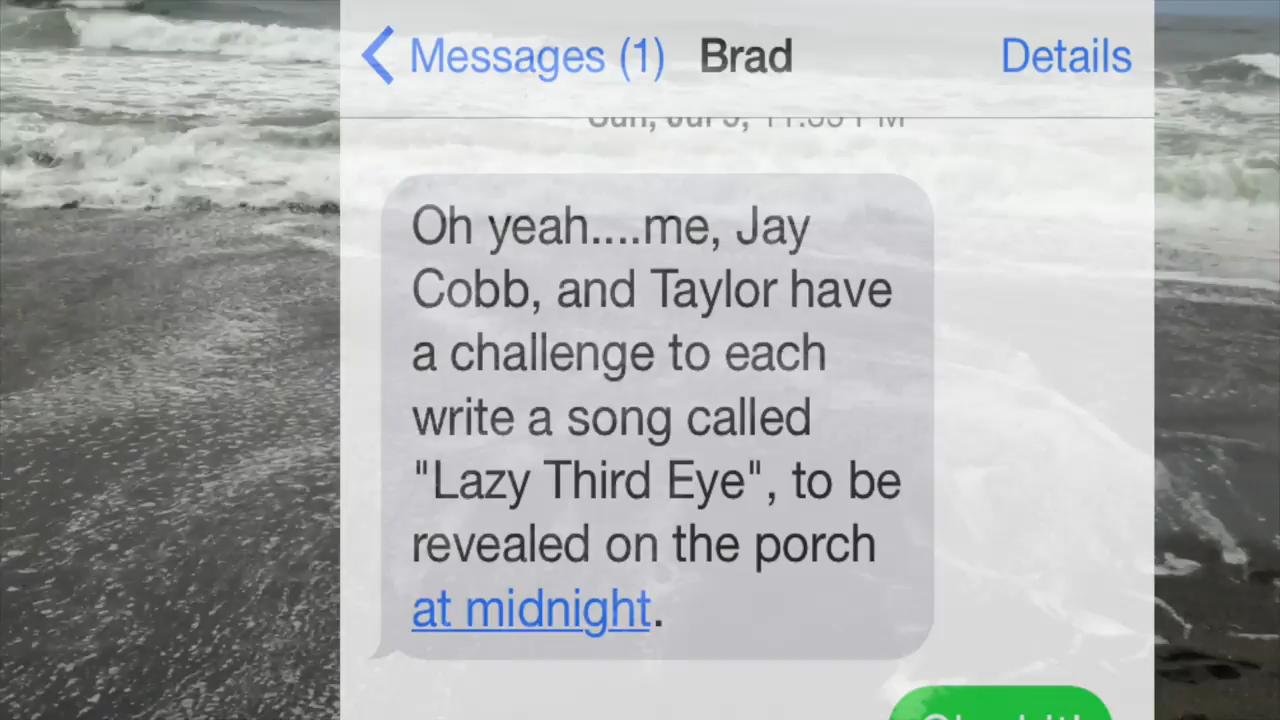 Messages (1) Brad Details
Oh yeah....me, Jay
Cobb, and Taylor have
a challenge to each
write a song called
"Lazy Third Eye", to be
revealed on the porch
at midnight.